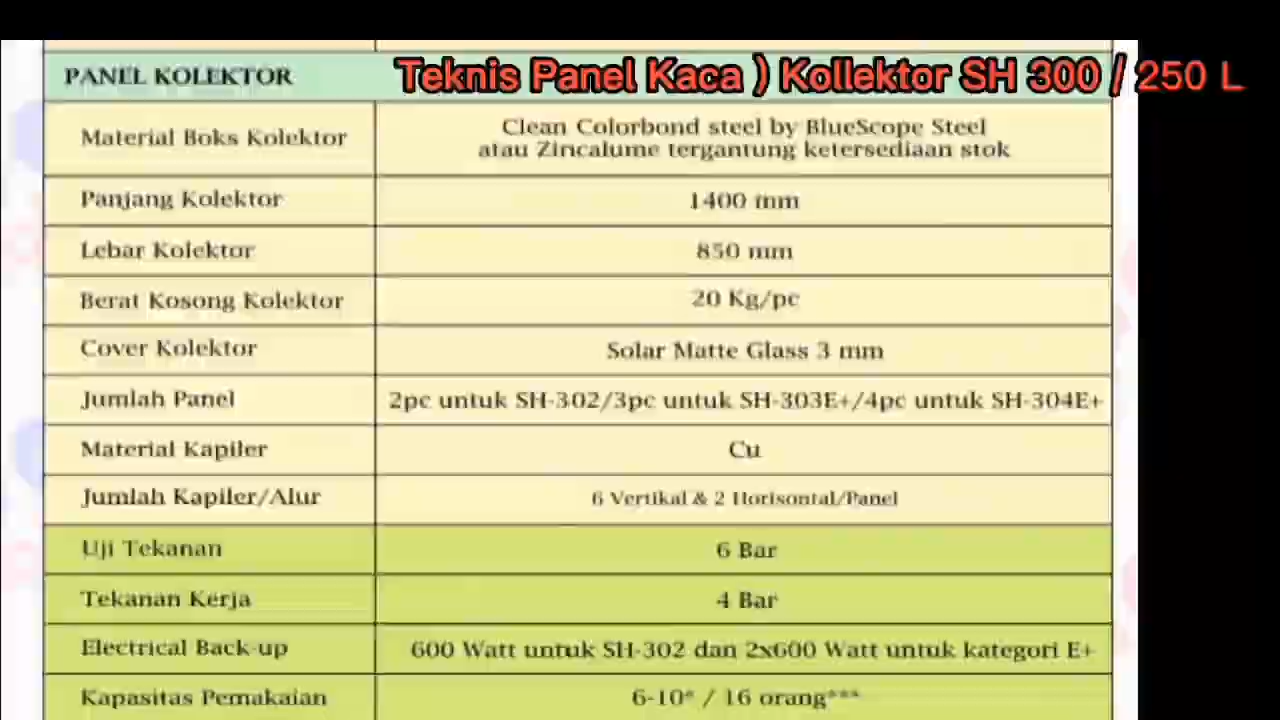 PANEL KOLEKTOR
Teknis Panel Kaca ) Kollektor SH 300 / 250 L
Material Boks Kolektor
Clean Colorbond steel by BlueScope Steel
atau Zincalume tergantung ketersediaan stok
Panjang Kolektor 1400 mm
Lebar Kolektor 850 mm
Berat Kosong Kolektor 20 Kg/pc
Cover Kolektor Solar Matte Glass 3 mm
Jumlah Panel 2pc untuk SH-302/3pc untuk SH-303E+/4pc untuk SH-304E+
Material Kapiler Cu
Jumlah Kapiler/Alur 6 Vertikal & 2 Horisontal/Panel
Uji Tekanan 6 Bar
Tekanan Kerja 4 Bar
Electrical Back-up 600 Watt untuk SH-302 dan 2x600 Watt untuk kategori E+
Kapasitas Pemakaian 6-10* / 16 orang***